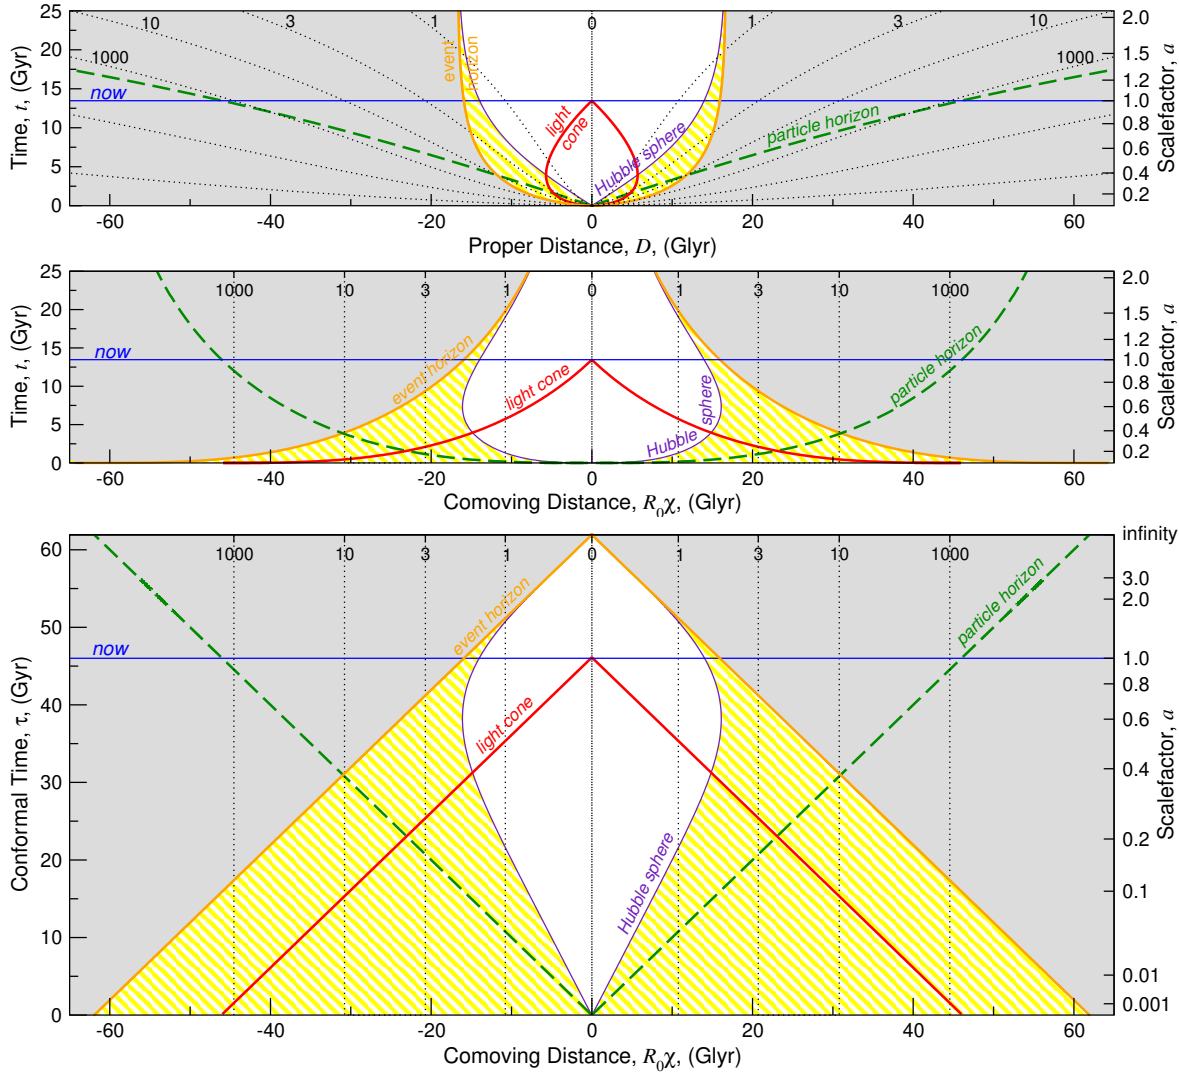 25 10 3 1 0 1 3 10 2.0
20 event horizon 1.5
1000 1000
15 now 1.2
1.0
10 light cone particle horizon 0.8
Hubble sphere 0.6
5 0.4
0.2
0
Time, t, (Gyr)
Scalefactor, a
-60 -40 -20 0 20 40 60
Proper Distance, D, (Glyr)
25 1000 10 3 1 0 1 3 10 1000 2.0
20 1.5
15 now 1.2
event horizon particle horizon 1.0
10 light cone 0.8
Hubble sphere 0.6
5 0.4
0.2
0
Time, t, (Gyr)
Scalefactor, a
-60 -40 -20 0 20 40 60
Comoving Distance, R₀χ, (Glyr)
infinity
60 1000 10 3 1 0 1 3 10 1000
3.0
event horizon particle horizon 2.0
50
now 1.0
0.8
40 light cone 0.6
30 0.4
20 Hubble sphere 0.2
0.1
10
0.01
0.001
0
Conformal Time, τ, (Gyr)
Scalefactor, a
-60 -40 -20 0 20 40 60
Comoving Distance, R₀χ, (Glyr)